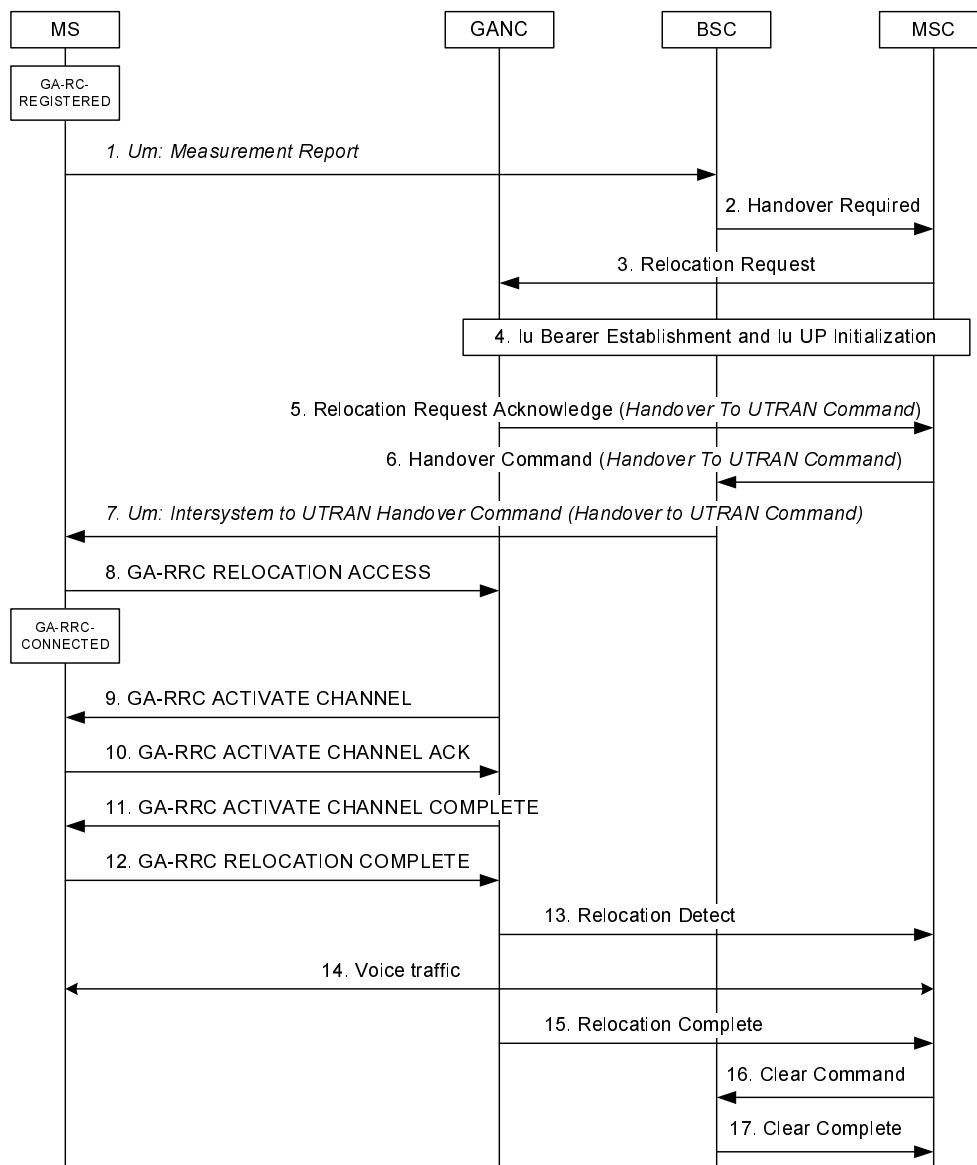 MS
GANC
BSC
MSC
GA-RC-
REGISTERED
1. Um: Measurement Report
2. Handover Required
3. Relocation Request
4. Iu Bearer Establishment and Iu UP Initialization
5. Relocation Request Acknowledge (Handover To UTRAN Command)
6. Handover Command (Handover To UTRAN Command)
7. Um: Intersystem to UTRAN Handover Command (Handover to UTRAN Command)
8. GA-RRC RELOCATION ACCESS
GA-RRC-
CONNECTED
9. GA-RRC ACTIVATE CHANNEL
10. GA-RRC ACTIVATE CHANNEL ACK
11. GA-RRC ACTIVATE CHANNEL COMPLETE
12. GA-RRC RELOCATION COMPLETE
13. Relocation Detect
14. Voice traffic
15. Relocation Complete
16. Clear Command
17. Clear Complete